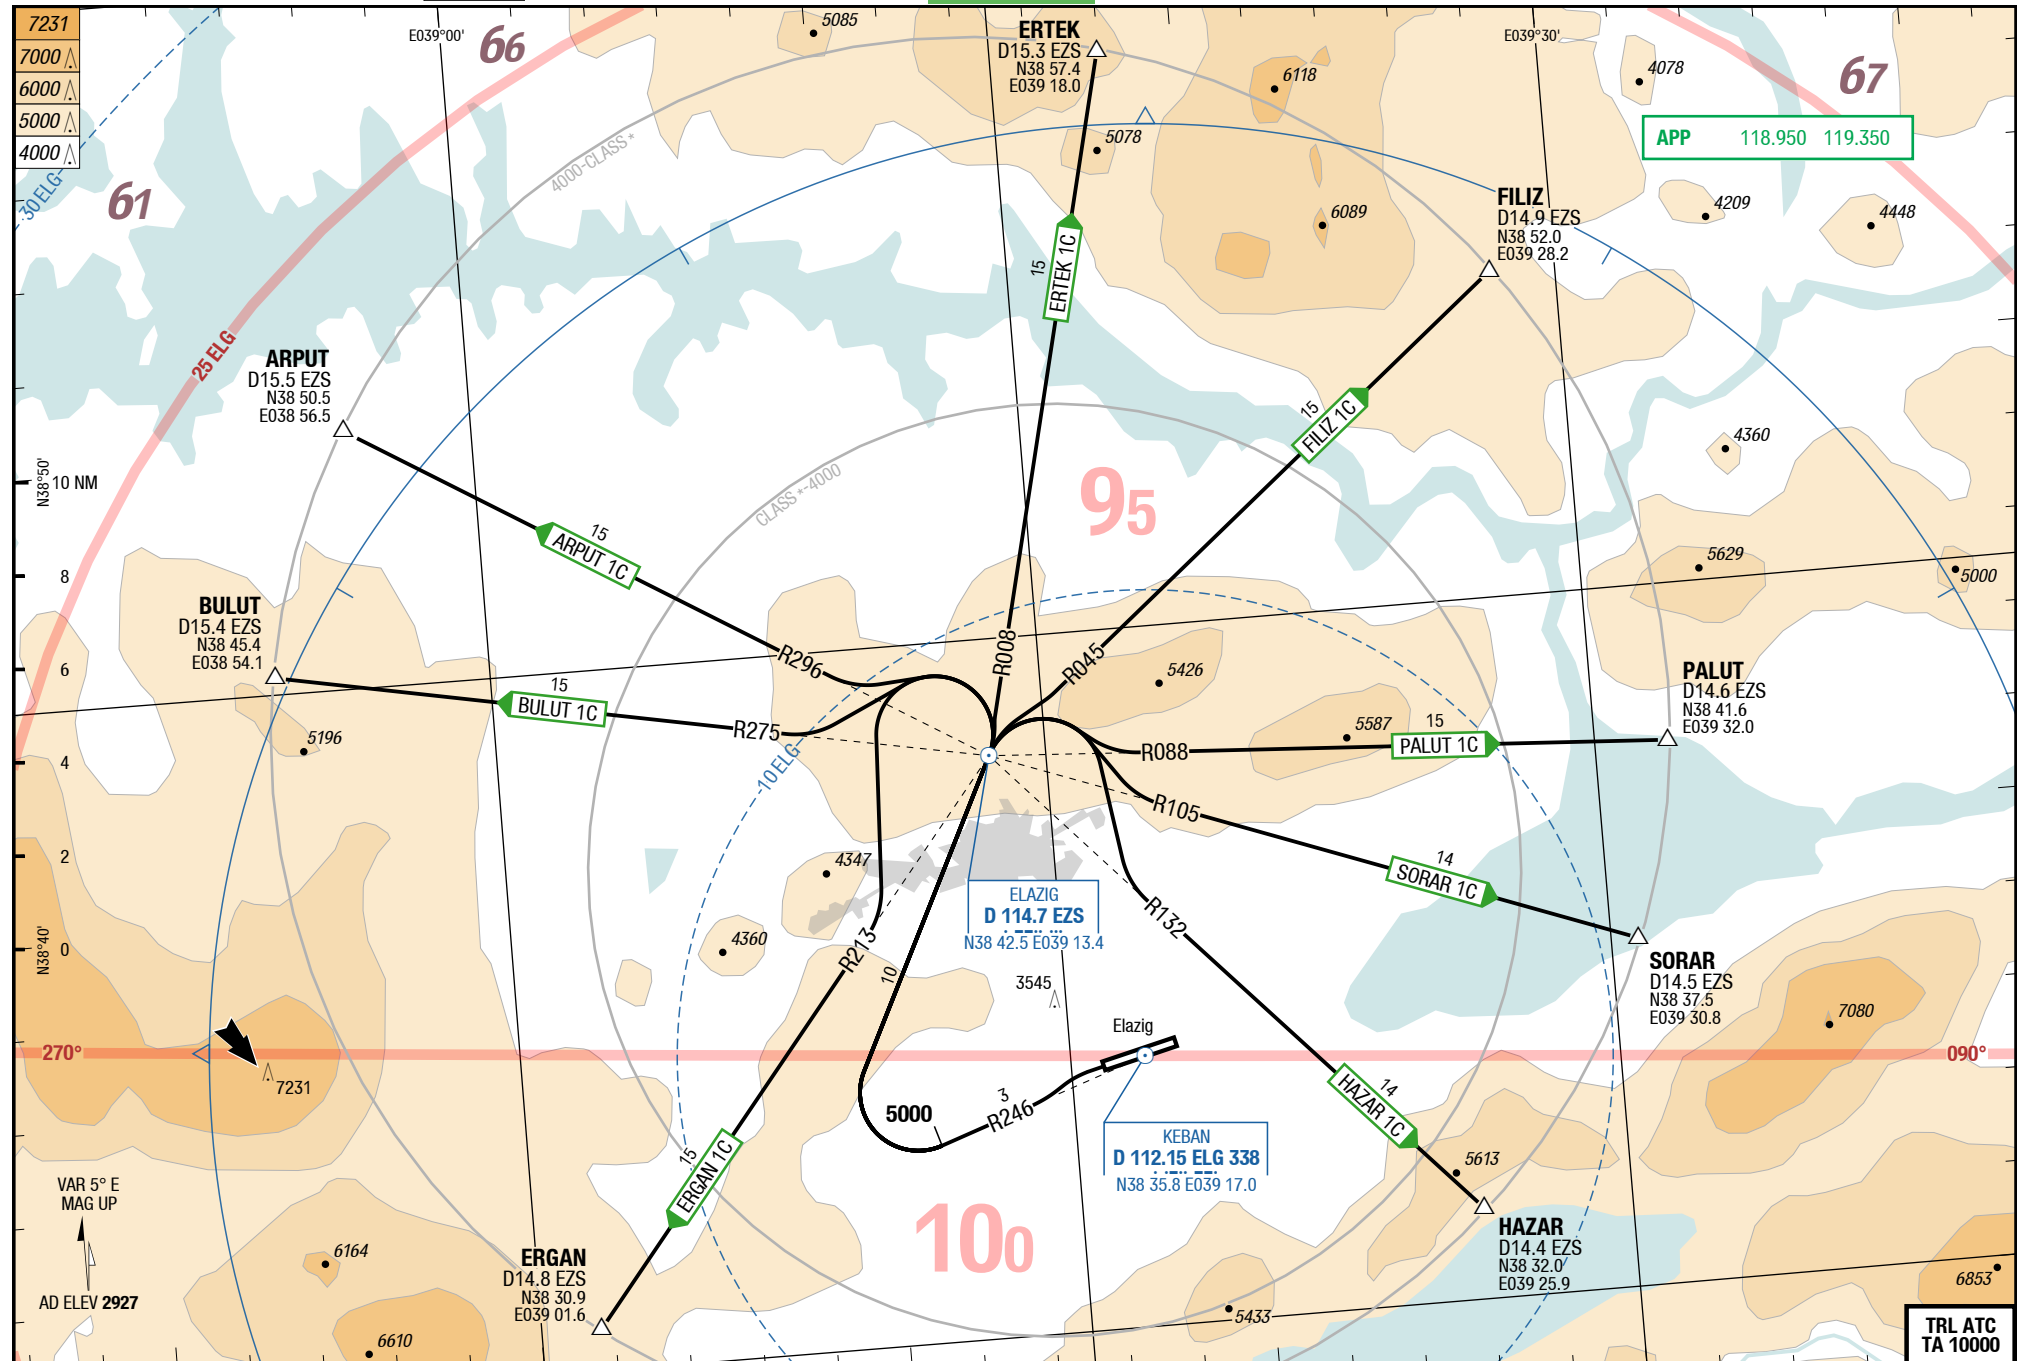 7231
7000
6000
5000
4000
E039°00'
66
5085
ERTEK
D15.3 EZS
N38 57.4
E039 18.0
E039°30'
6118
4078
67
5078
APP 118.950 119.350
4000-CLASS*
30 ELG
61
FILIZ
D14.9 EZS
N38 52.0
E039 28.2
4209
4448
6089
15
ERTEK 1C
25 ELG
ARPUT
D15.5 EZS
N38 50.5
E038 56.5
15
FILIZ 1C
4360
N38°50'
10 NM
CLASS*-4000
95
15
ARPUT 1C
8
5629
5000
BULUT
D15.4 EZS
N38 45.4
E038 54.1
6
R296
R008
R045
5426
PALUT
D14.6 EZS
N38 41.6
E039 32.0
15
BULUT 1C
R275
5196
5587
15
PALUT 1C
R088
4
10 ELG
R105
2
4347
14
SORAR 1C
ELAZIG
D 114.7 EZS
N38 42.5 E039 13.4
R132
R213
4360
N38°40'
0
10
3545
SORAR
D14.5 EZS
N38 37.5
E039 30.8
7080
Elazig
270°
090°
7231
14
HAZAR 1C
3
R246
5000
15
ERGAN 1C
KEBAN
D 112.15 ELG 338
N38 35.8 E039 17.0
5613
VAR 5° E
MAG UP
100
HAZAR
D14.4 EZS
N38 32.0
E039 25.9
6164
ERGAN
D14.8 EZS
N38 30.9
E039 01.6
6853
AD ELEV 2927
5433
6610
TRL ATC
TA 10000